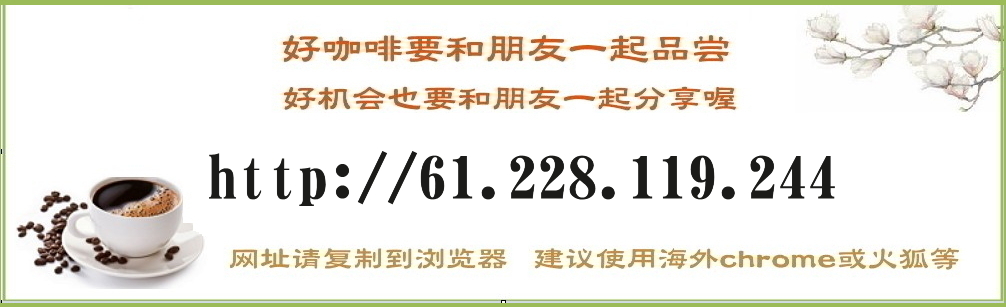 好咖啡要和朋友一起品尝
好机会也要和朋友一起分享喔
http://61.228.119.244
网址请复制到浏览器 建议使用海外chrome或火狐等